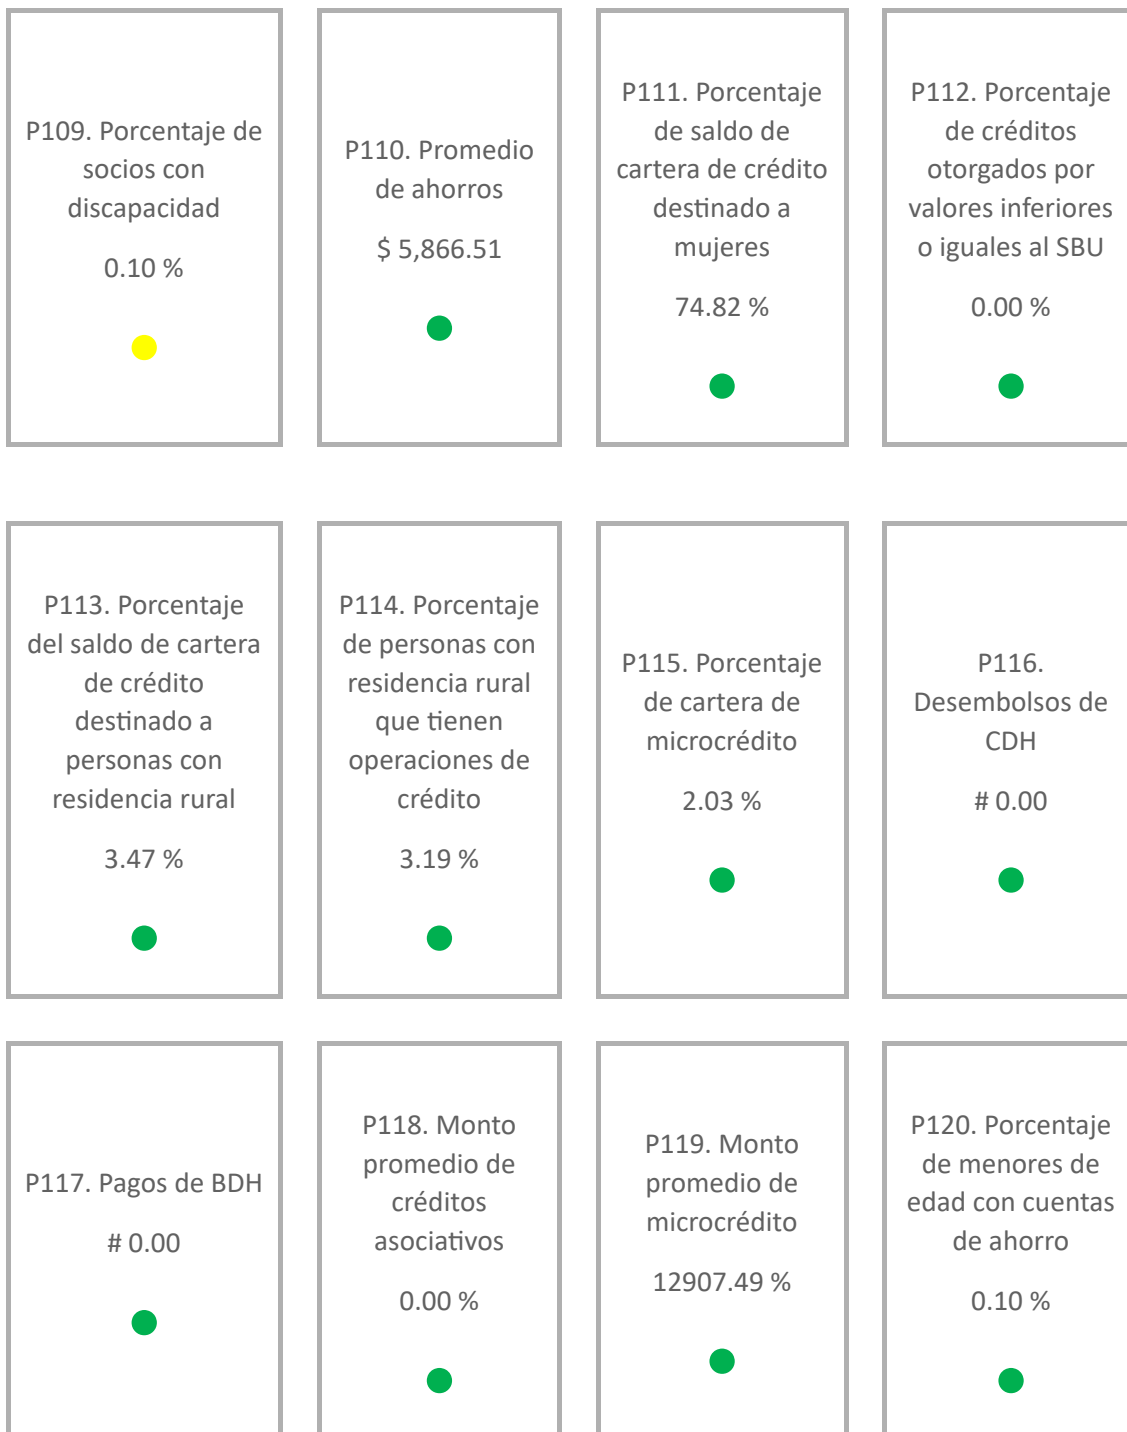 P109. Porcentaje de
socios con
discapacidad
0.10 %
P110. Promedio
de ahorros
$ 5,866.51
P111. Porcentaje
de saldo de
cartera de crédito
destinado a
mujeres
74.82 %
P112. Porcentaje
de créditos
otorgados por
valores inferiores
o iguales al SBU
0.00 %
P113. Porcentaje
del saldo de cartera
de crédito
destinado a
personas con
residencia rural
3.47 %
P114. Porcentaje
de personas con
residencia rural
que tienen
operaciones de
crédito
3.19 %
P115. Porcentaje
de cartera de
microcrédito
2.03 %
P116.
Desembolsos de
CDH
# 0.00
P117. Pagos de BDH
# 0.00
P118. Monto
promedio de
créditos
asociativos
0.00 %
P119. Monto
promedio de
microcrédito
12907.49 %
P120. Porcentaje
de menores de
edad con cuentas
de ahorro
0.10 %